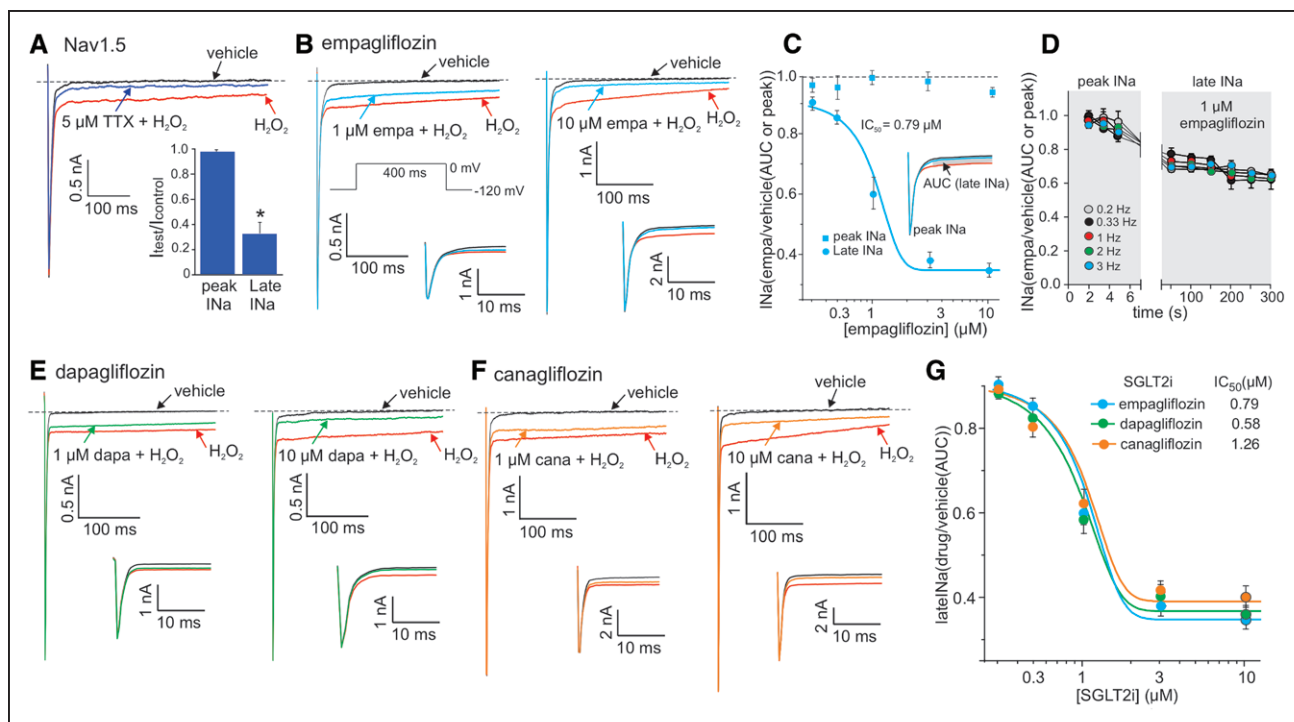 A Nav1.5
vehicle
5 µM TTX + H₂O₂
H₂O₂
0.5 nA
100 ms
Itest/Icontrol
1.0
0.8
0.6
0.4
0.2
0
*
peak INa
Late INa
B empagliflozin
vehicle
1 µM empa + H₂O₂
H₂O₂
400 ms
0 mV
-120 mV
0.5 nA
100 ms
1 nA
10 ms
vehicle
10 µM empa + H₂O₂
H₂O₂
1 nA
100 ms
2 nA
10 ms
C
INa(empa/vehicle(AUC or peak))
1.0
0.8
0.6
0.4
IC₅₀= 0.79 µM
AUC (late INa)
peak INa
peak INa
Late INa
0.3 1 3 10
[empagliflozin] (µM)
D
peak INa
late INa
1 µM
empagliflozin
INa(empa/vehicle(AUC or peak))
1.0
0.8
0.6
0.4
0.2
0.0
0.2 Hz
0.33 Hz
1 Hz
2 Hz
3 Hz
0 2 4 6 100 200 300
time (s)
E dapagliflozin
vehicle
1 µM dapa + H₂O₂
H₂O₂
0.5 nA
100 ms
1 nA
10 ms
vehicle
10 µM dapa + H₂O₂
H₂O₂
0.5 nA
100 ms
1 nA
10 ms
F canagliflozin
vehicle
1 µM cana + H₂O₂
H₂O₂
1 nA
100 ms
2 nA
10 ms
vehicle
10 µM cana + H₂O₂
H₂O₂
1 nA
100 ms
2 nA
10 ms
G
SGLT2i IC₅₀(µM)
empagliflozin 0.79
dapagliflozin 0.58
canagliflozin 1.26
lateINa(drug/vehicle(AUC))
0.8
0.6
0.4
0.3 1 3 10
[SGLT2i] (µM)